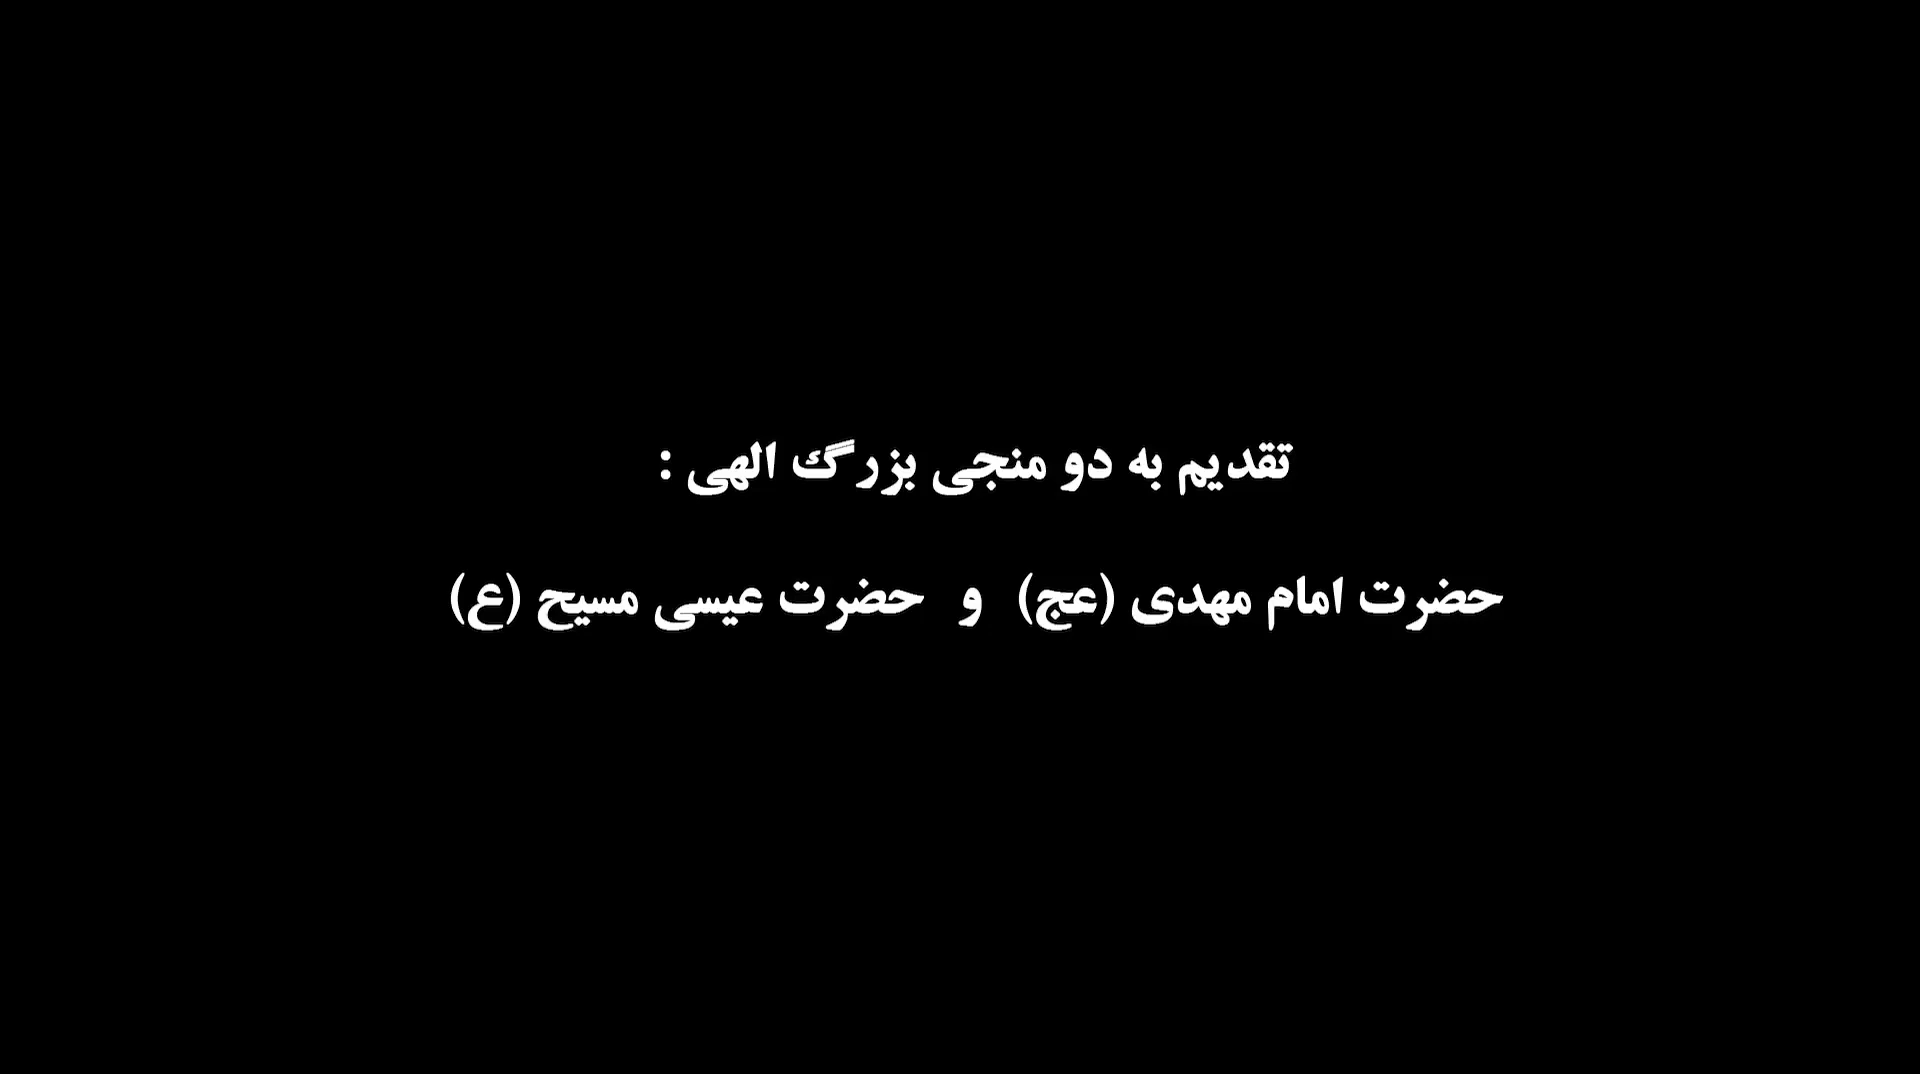 تقدیم به دو منجی بزرگ الهی :
حضرت امام مهدی (عج) و حضرت عیسی مسیح (ع)